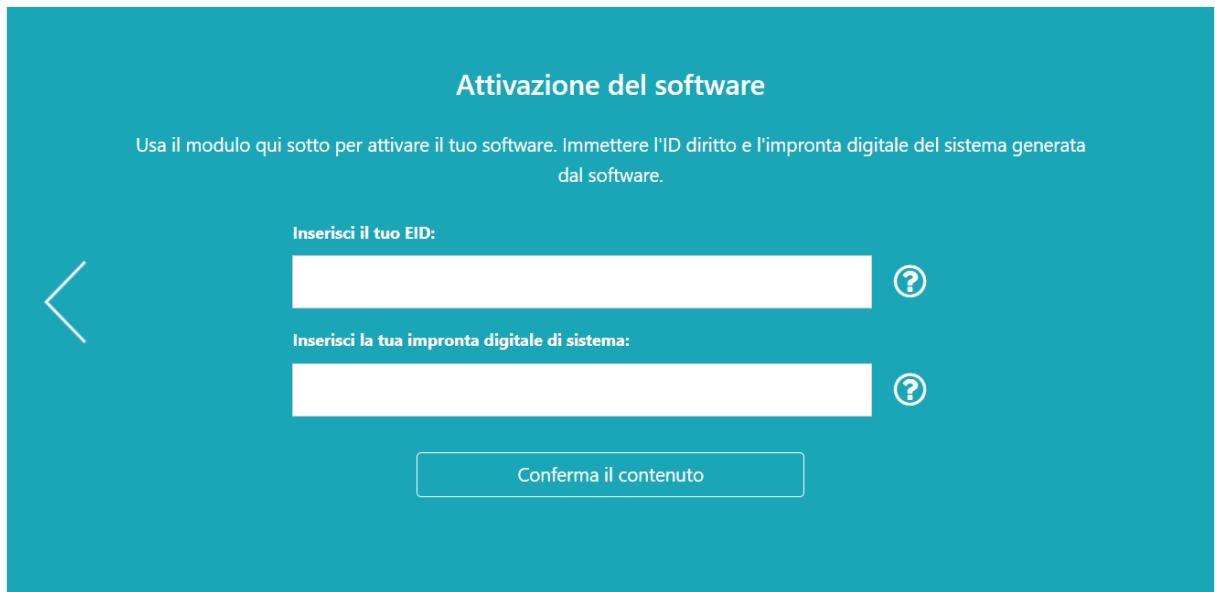 Attivazione del software
Usa il modulo qui sotto per attivare il tuo software. Immettere l'ID diritto e l'impronta digitale del sistema generata
dal software.
Inserisci il tuo EID:
?
Inserisci la tua impronta digitale di sistema:
?
Conferma il contenuto